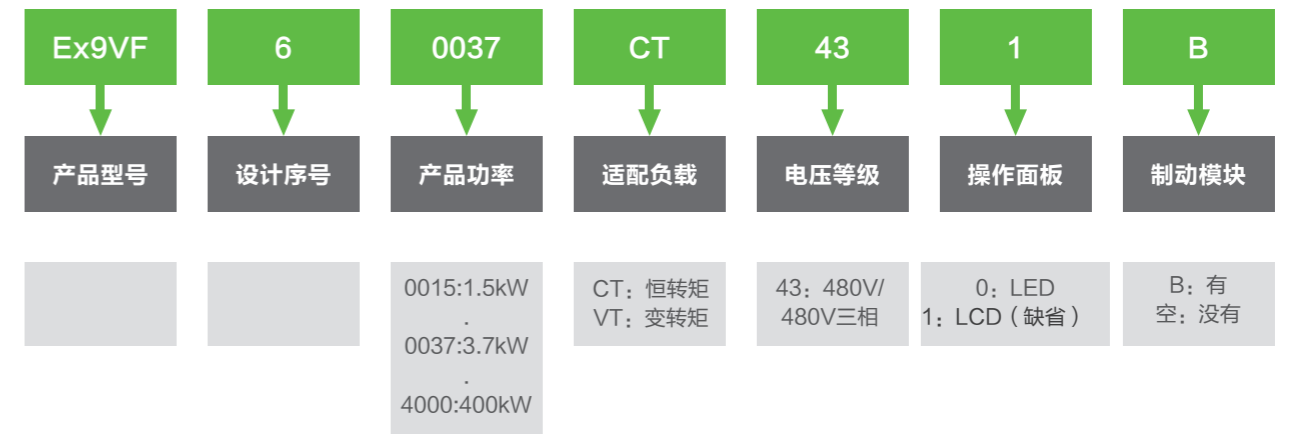 Ex9VF 6 0037 CT 43 1 B
产品型号 设计序号 产品功率 适配负载 电压等级 操作面板 制动模块
0015:1.5kW
.
0037:3.7kW
.
4000:400kW
CT：恒转矩
VT：变转矩
43：480V/
480V三相
0：LED
1：LCD（缺省）
B：有
空：没有